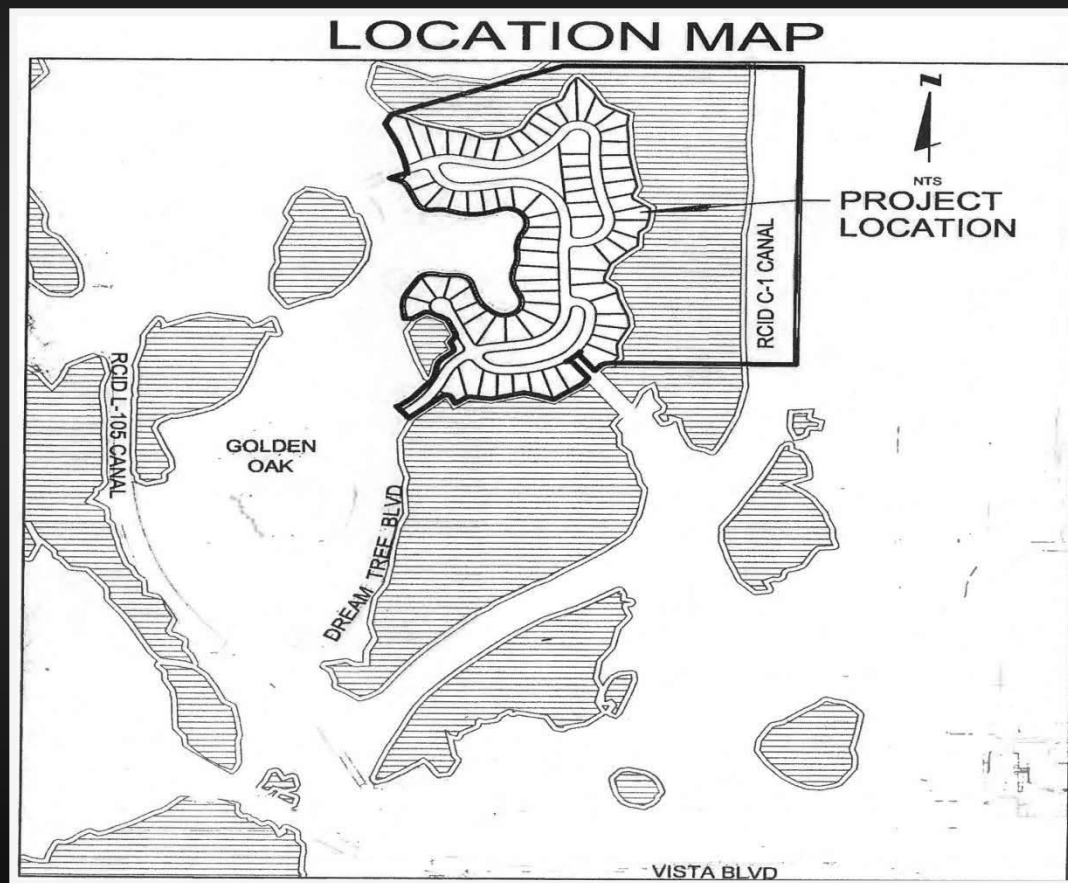 LOCATION MAP
N
NTS
PROJECT
LOCATION
RCID C-1 CANAL
RCID L-105 CANAL
GOLDEN
OAK
DREAM TREE BLVD
VISTA BLVD